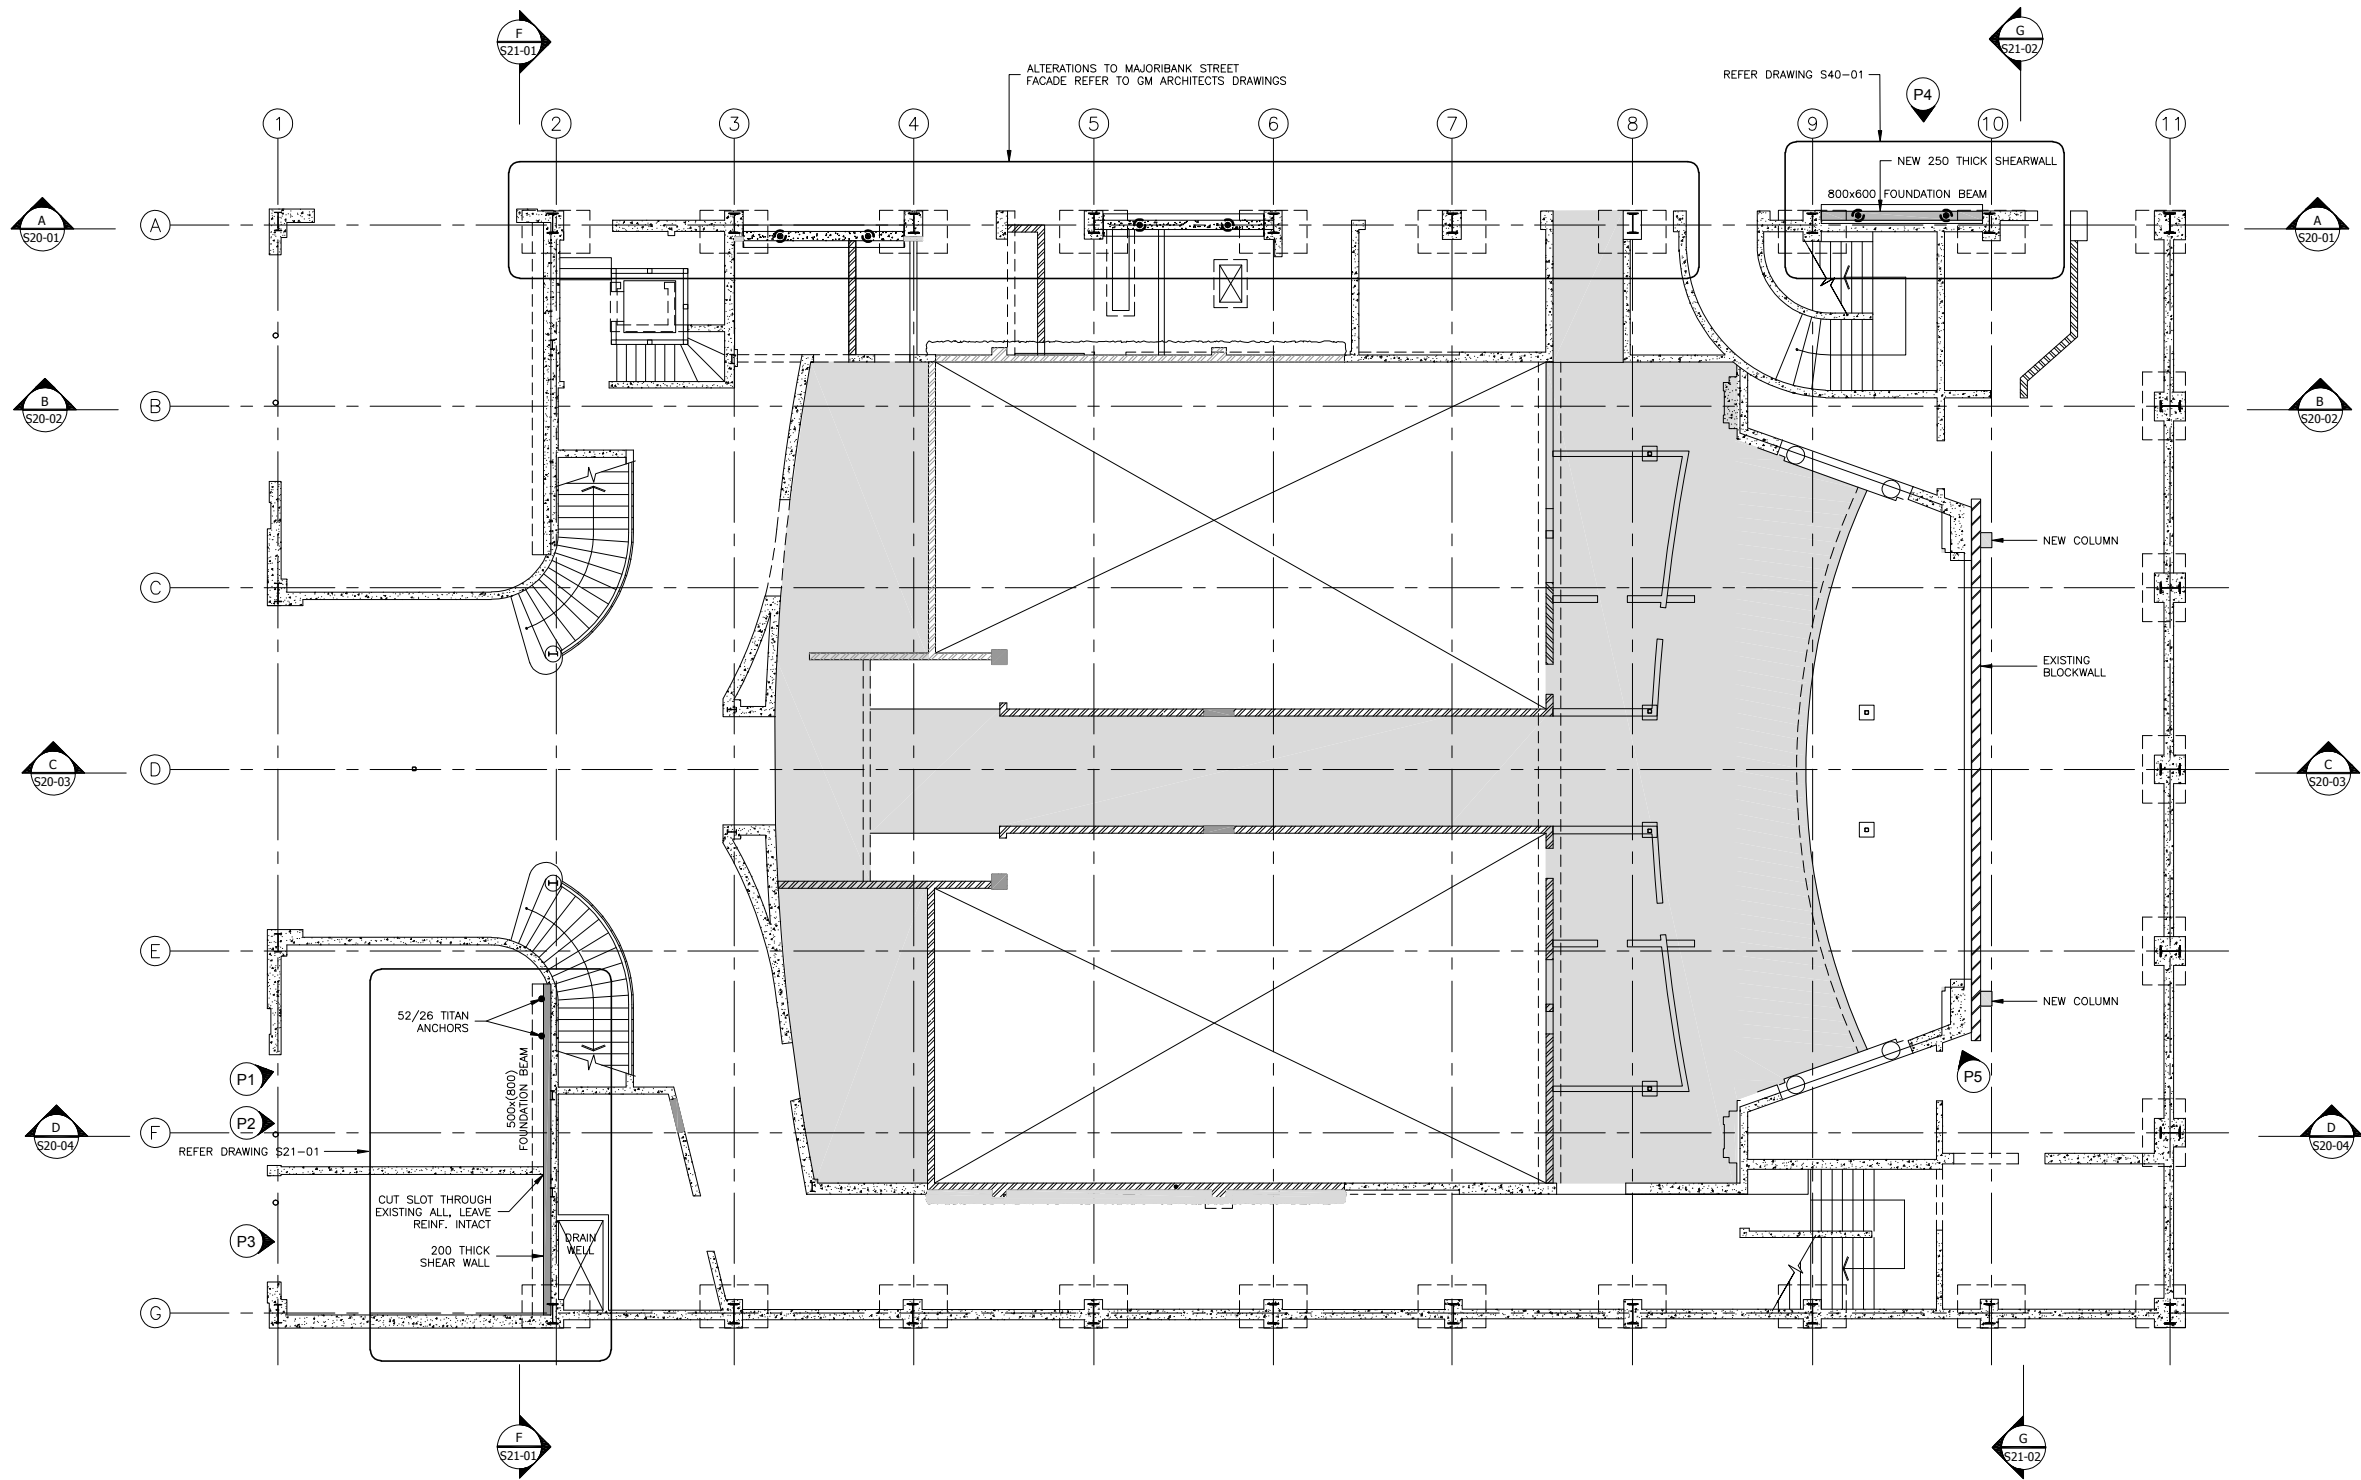 F
S21-01
G
S21-02
ALTERATIONS TO MAJORIBANK STREET
FACADE REFER TO GM ARCHITECTS DRAWINGS
REFER DRAWING S40-01
P4
1
2
3
4
5
6
7
8
9
10
11
NEW 250 THICK SHEARWALL
800x600 FOUNDATION BEAM
A
S20-01
A
A
S20-01
B
S20-02
B
B
S20-02
NEW COLUMN
C
EXISTING
BLOCKWALL
C
S20-03
D
C
S20-03
E
52/26 TITAN
ANCHORS
NEW COLUMN
500x(800)
FOUNDATION BEAM
P1
P5
P2
D
S20-04
F
D
S20-04
REFER DRAWING S21-01
CUT SLOT THROUGH
EXISTING ALL, LEAVE
REINF. INTACT
P3
DRAIN
WELL
200 THICK
SHEAR WALL
G
F
S21-01
G
S21-02